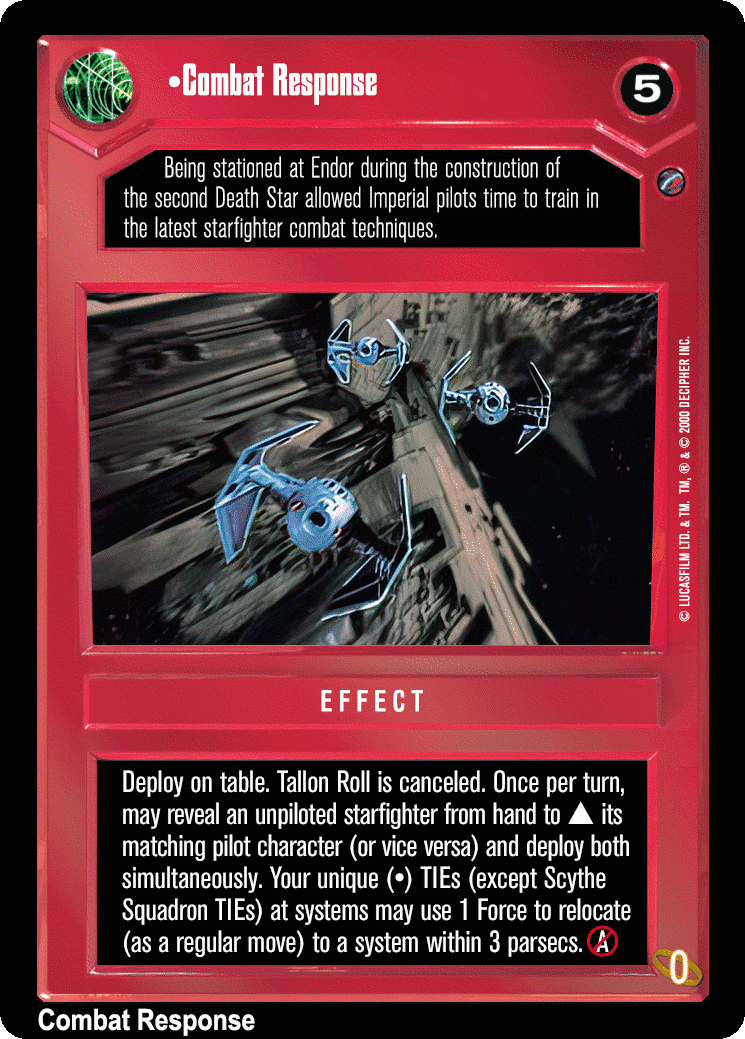 •Combat Response
5
Being stationed at Endor during the construction of
the second Death Star allowed Imperial pilots time to train in
the latest starfighter combat techniques.
© LUCASFILM LTD. & TM. TM, ® & © 2000 DECIPHER INC.
EFFECT
Deploy on table. Tallon Roll is canceled. Once per turn,
may reveal an unpiloted starfighter from hand to ▲ its
matching pilot character (or vice versa) and deploy both
simultaneously. Your unique (•) TIEs (except Scythe
Squadron TIEs) at systems may use 1 Force to relocate
(as a regular move) to a system within 3 parsecs. A
0
Combat Response